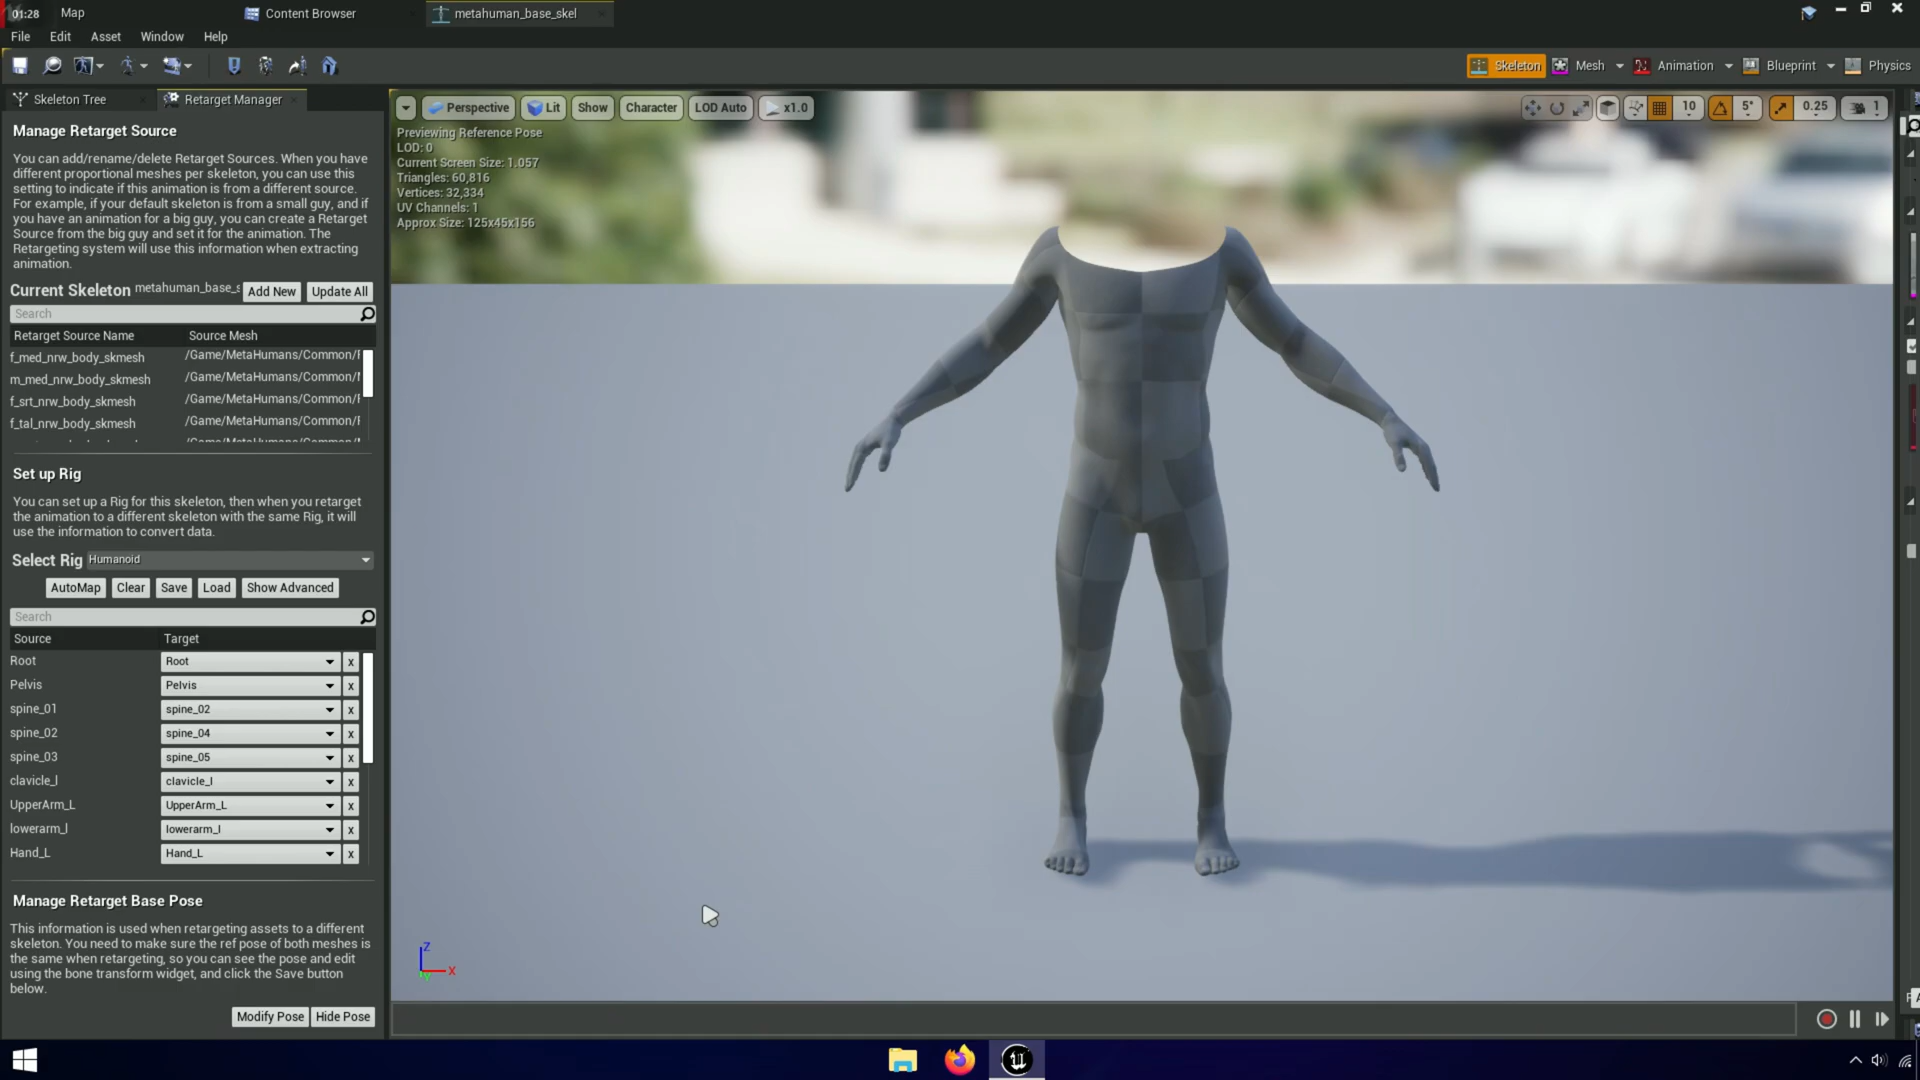 01:28
Map
Content Browser
metahuman_base_skel
File Edit Asset Window Help
Skeleton Mesh Animation Blueprint Physics
Skeleton Tree
Retarget Manager
Manage Retarget Source
You can add/rename/delete Retarget Sources. When you have
different proportional meshes per skeleton, you can use this
setting to indicate if this animation is from a different source.
For example, if your default skeleton is from a small guy, and if
you have an animation for a big guy, you can create a Retarget
Source from the big guy and set it for the animation. The
Retargeting system will use this information when extracting
animation.
Current Skeleton metahuman_base_s Add New Update All
Search
Retarget Source Name Source Mesh
f_med_nrw_body_skmesh /Game/MetaHumans/Common/F
m_med_nrw_body_skmesh /Game/MetaHumans/Common/
f_srt_nrw_body_skmesh /Game/MetaHumans/Common/F
f_tal_nrw_body_skmesh /Game/MetaHumans/Common/F
Set up Rig
You can set up a Rig for this skeleton, then when you retarget
the animation to a different skeleton with the same Rig, it will
use the information to convert data.
Select Rig Humanoid
AutoMap Clear Save Load Show Advanced
Search
Source Target
Root Root x
Pelvis Pelvis x
spine_01 spine_02 x
spine_02 spine_04 x
spine_03 spine_05 x
clavicle_l clavicle_l x
UpperArm_L UpperArm_L x
lowerarm_l lowerarm_l x
Hand_L Hand_L x
Manage Retarget Base Pose
This information is used when retargeting assets to a different
skeleton. You need to make sure the ref pose of both meshes is
the same when retargeting, so you can see the pose and edit
using the bone transform widget, and click the Save button
below.
Modify Pose Hide Pose
Perspective Lit Show Character LOD Auto x1.0
10 5° 0.25 1
Previewing Reference Pose
LOD: 0
Current Screen Size: 1.057
Triangles: 60,816
Vertices: 32,334
UV Channels: 1
Approx Size: 125x45x156
Z
X